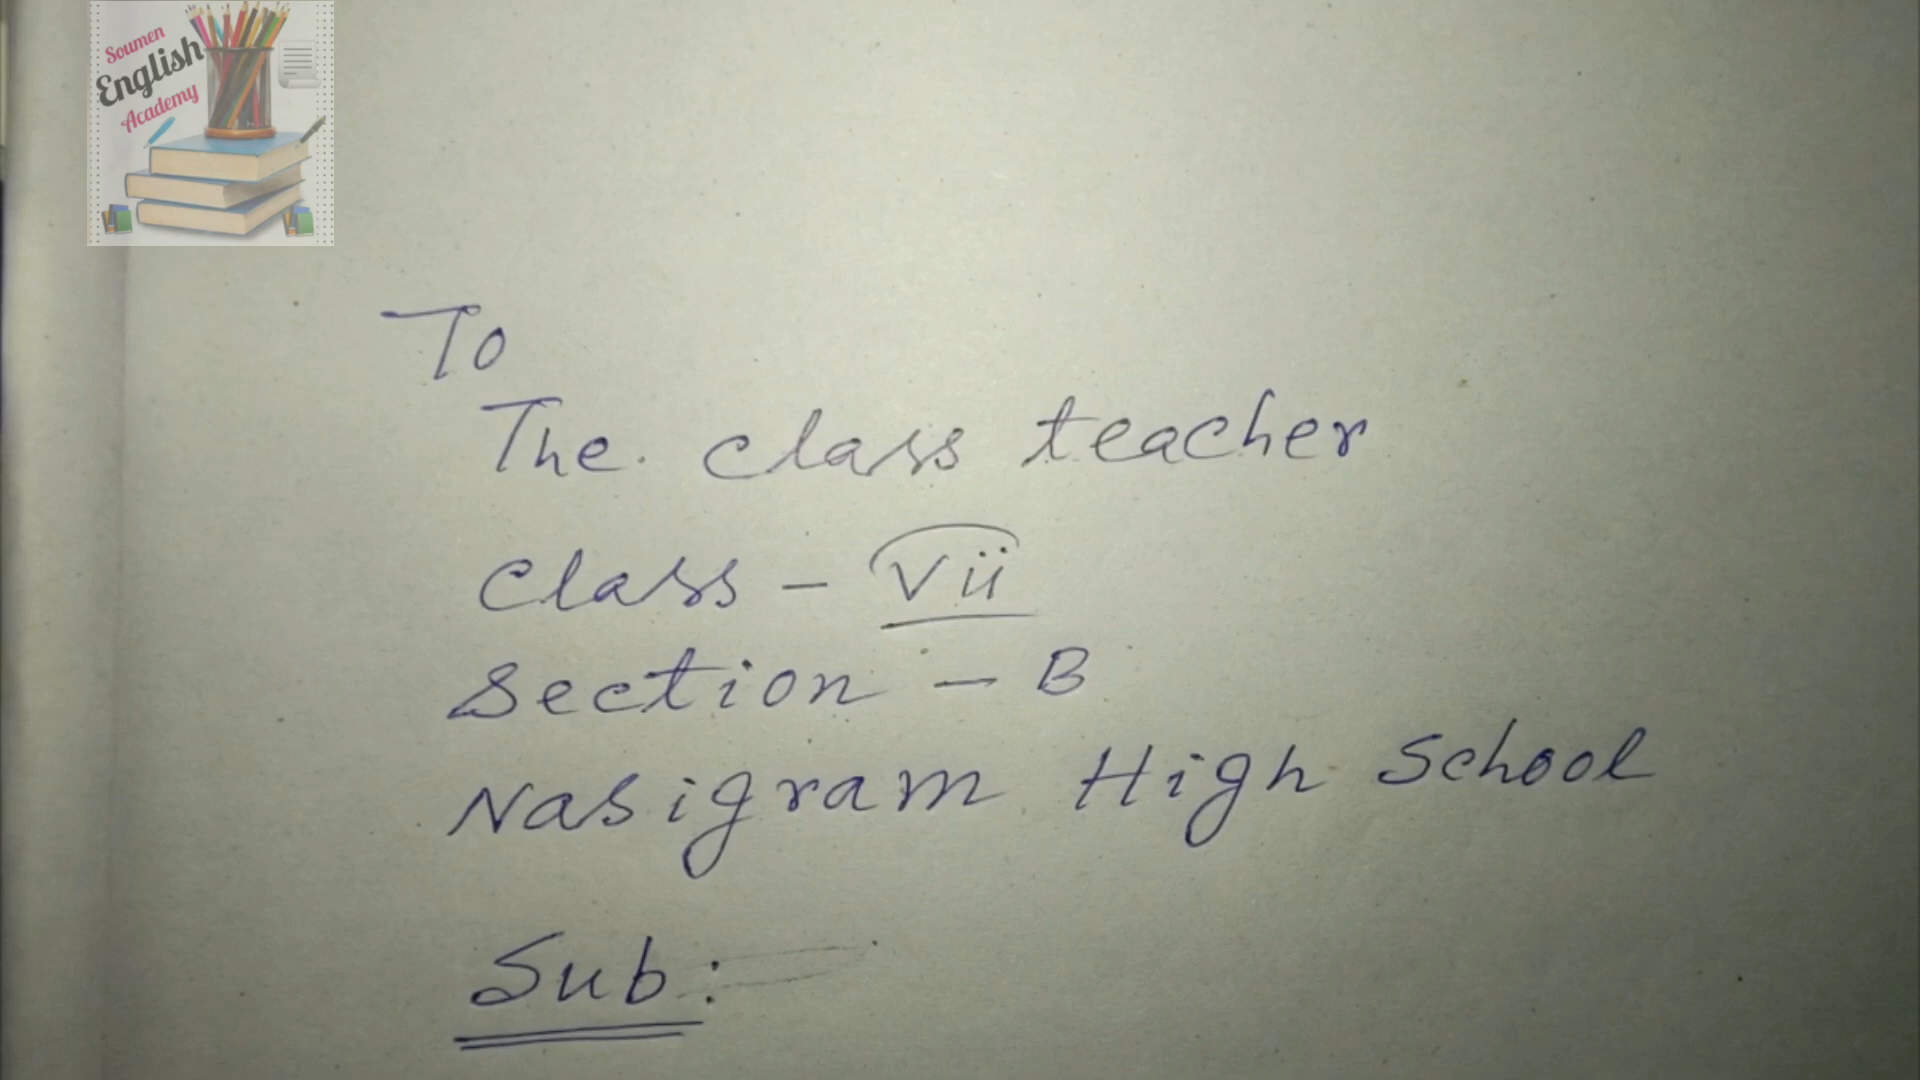 Soumen
English
Academy
To
The class teacher
Class - Vii
Section - B
Nasigram High School
Sub: